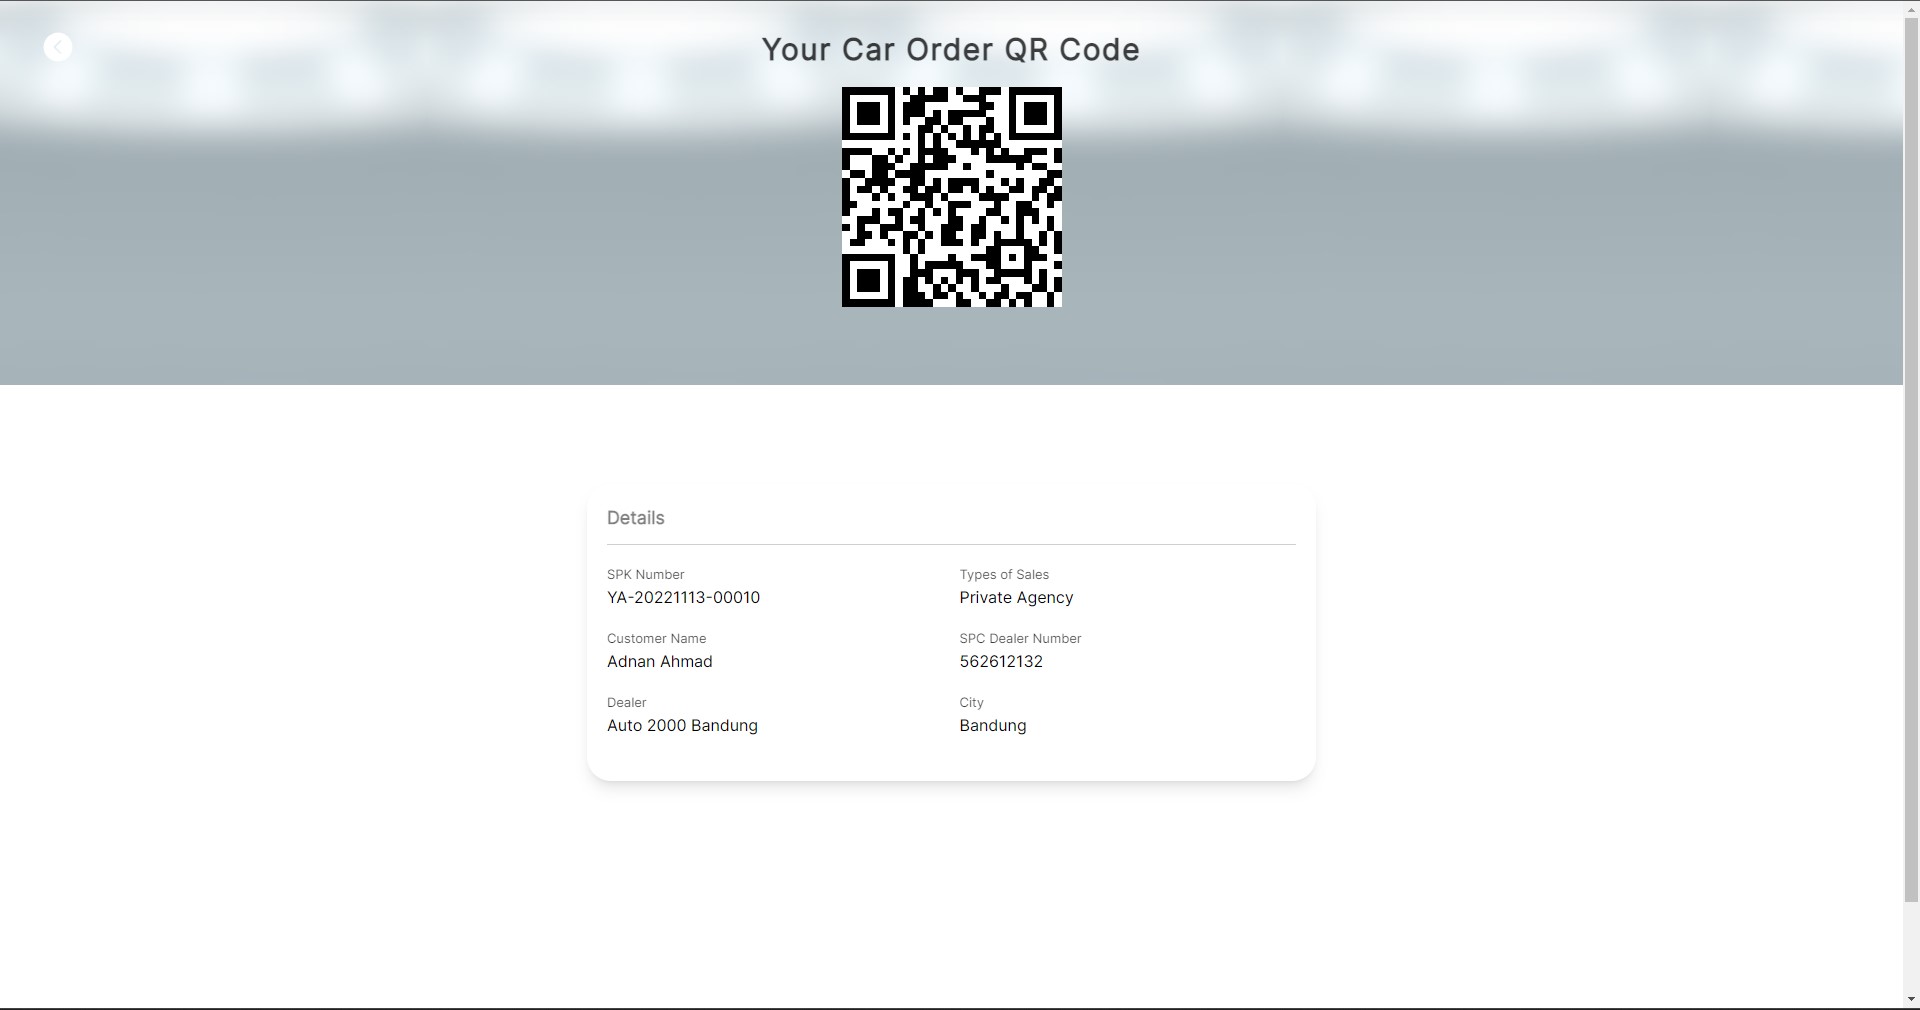 Your Car Order QR Code
Details
SPK Number
YA-20221113-00010
Types of Sales
Private Agency
Customer Name
Adnan Ahmad
SPC Dealer Number
562612132
Dealer
Auto 2000 Bandung
City
Bandung